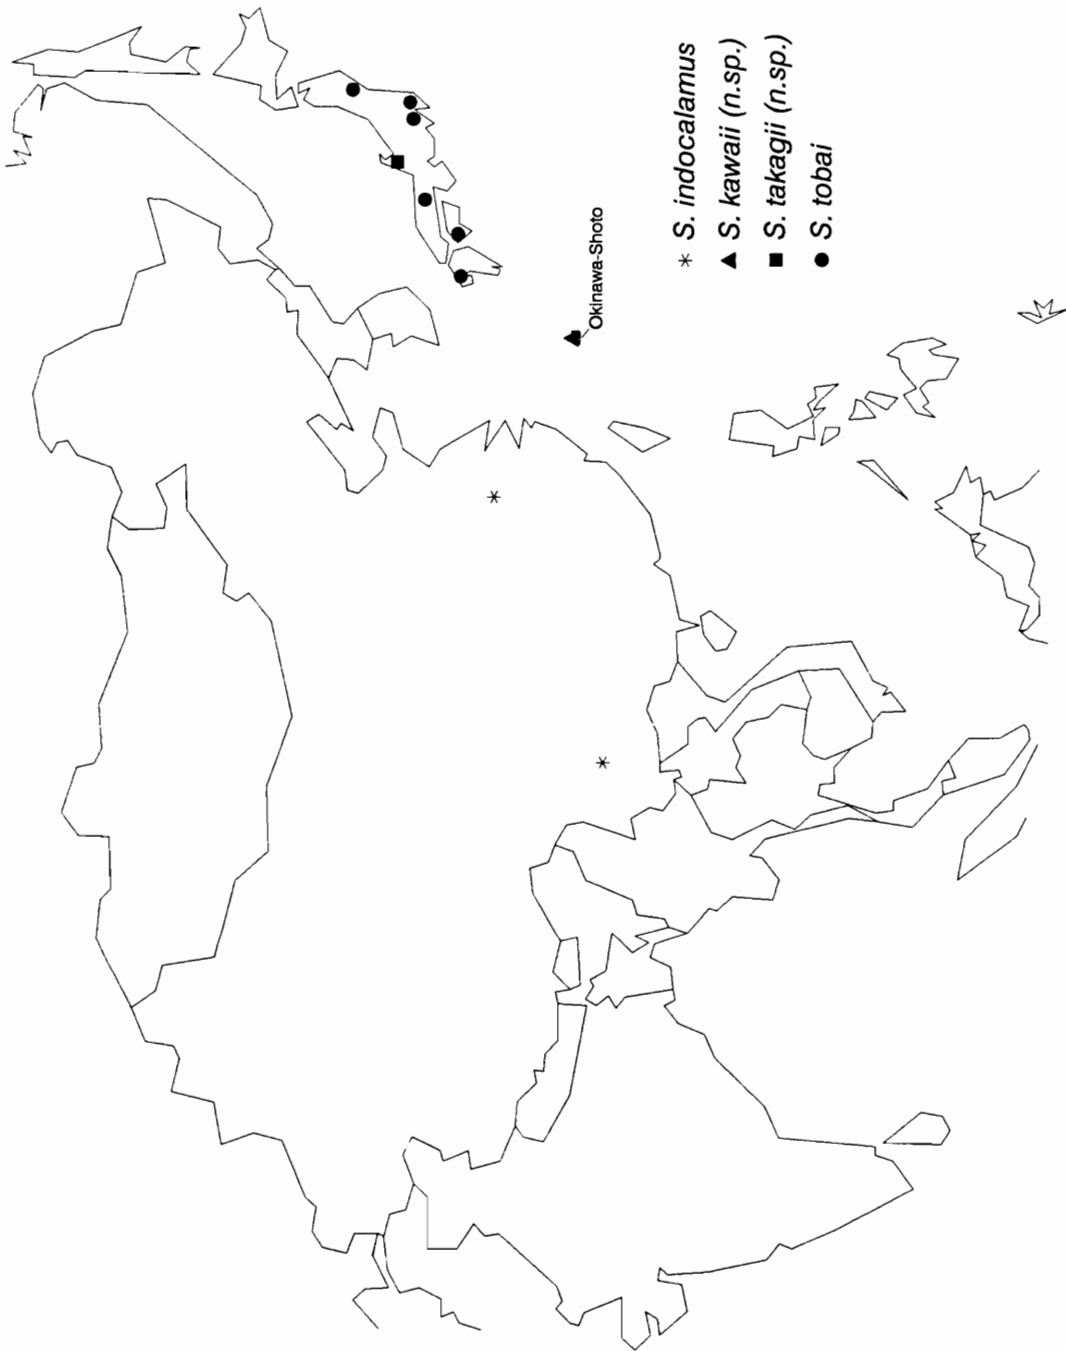 Okinawa-Shoto
* S. indocalamus
▲ S. kawaii (n.sp.)
■ S. takagii (n.sp.)
● S. tobai